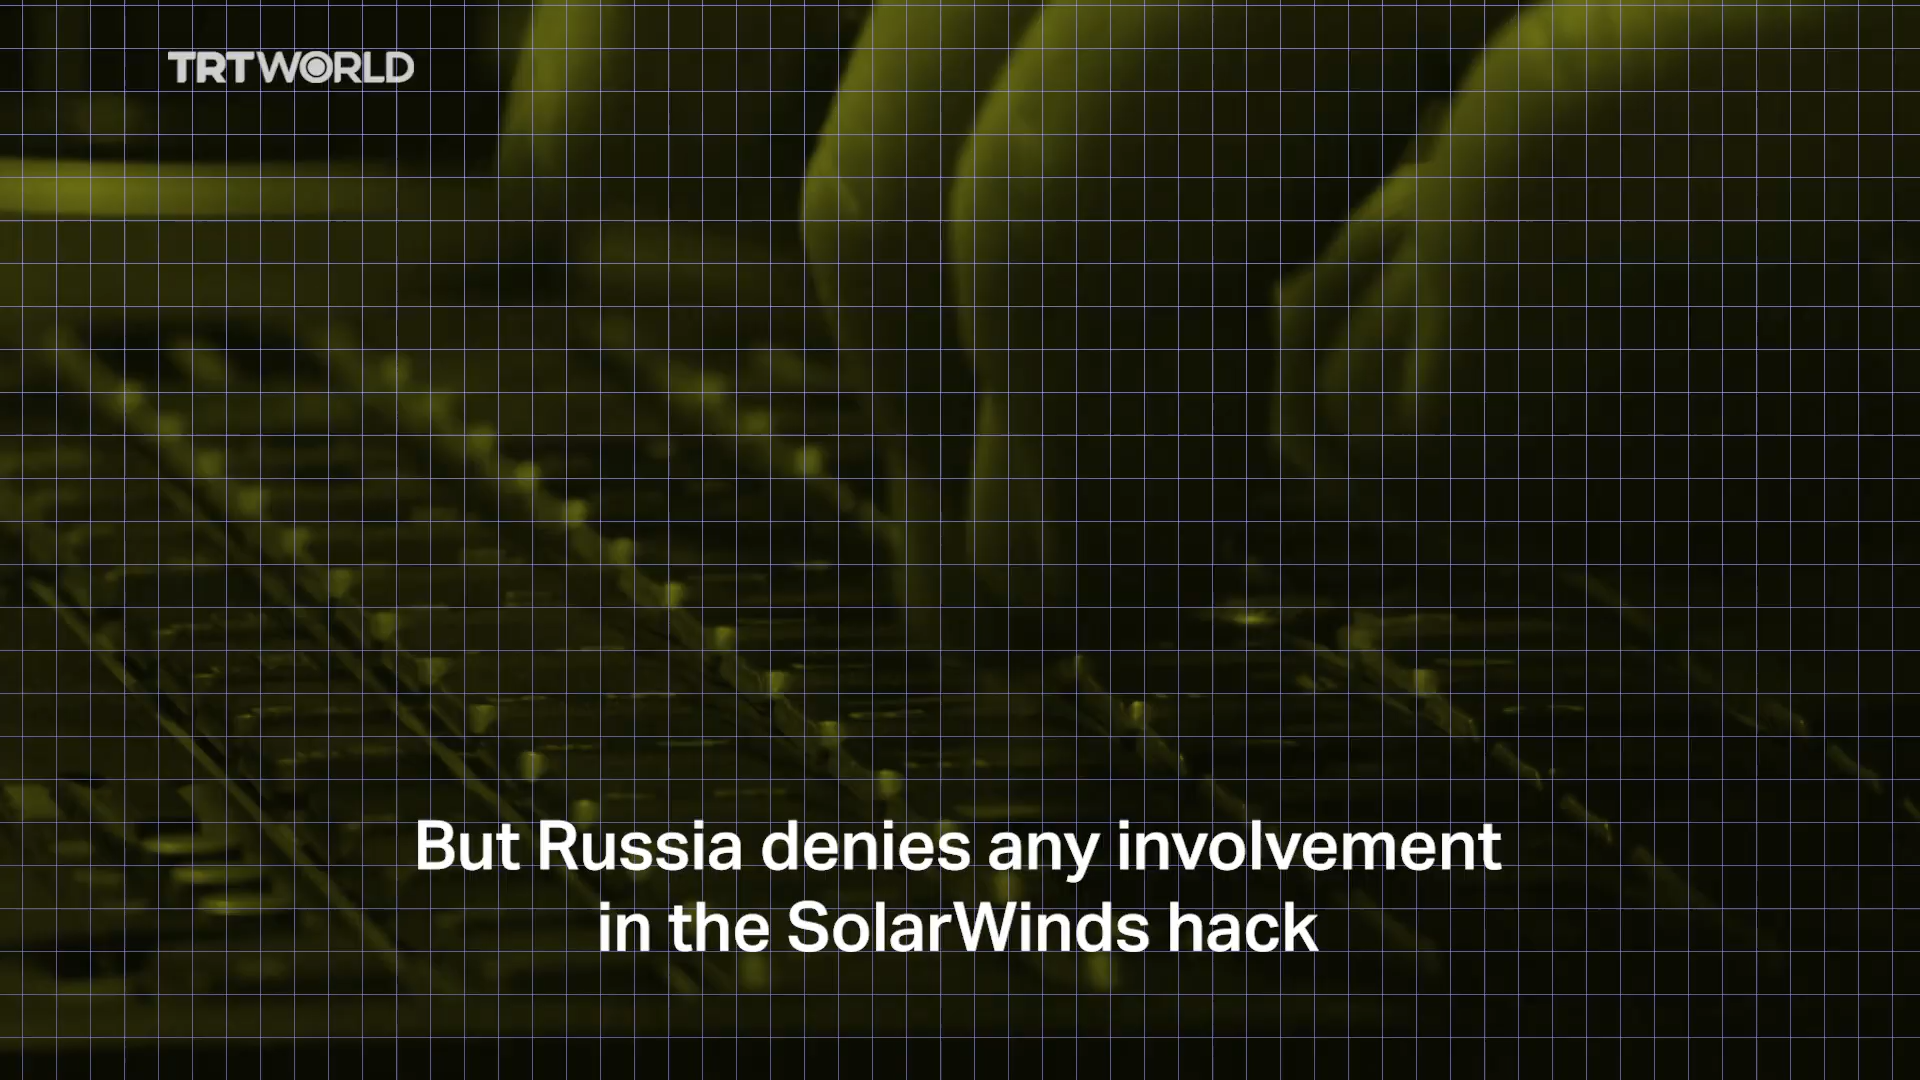 TRTWORLD
But Russia denies any involvement
in the SolarWinds hack